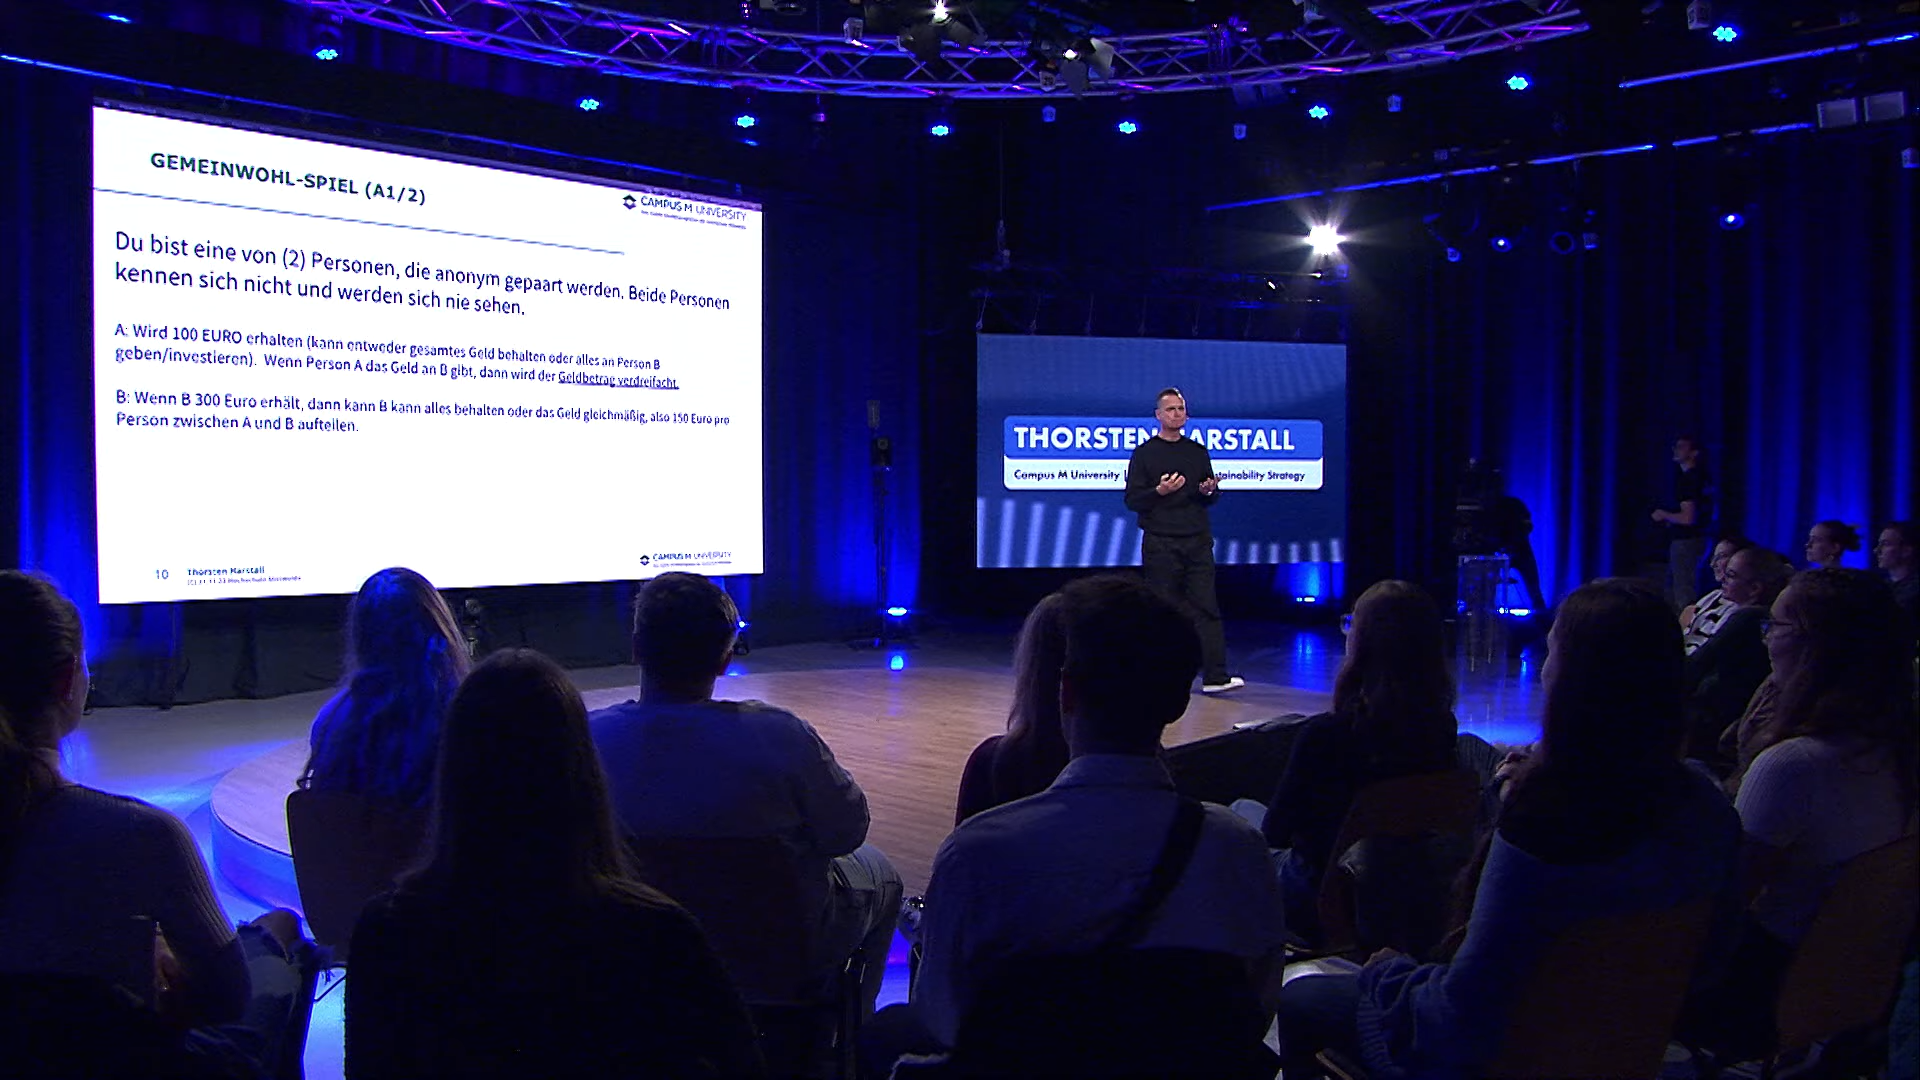 GEMEINWOHL-SPIEL (A1/2)
CAMPUS M UNIVERSITY
Du bist eine von (2) Personen, die anonym gepaart werden. Beide Personen
kennen sich nicht und werden sich nie sehen.
A: Wird 100 EURO erhalten (kann entweder gesamtes Geld behalten oder alles an Person B
geben/investieren). Wenn Person A das Geld an B gibt, dann wird der Geldbetrag verdreifacht.
B: Wenn B 300 Euro erhält, dann kann B kann alles behalten oder das Geld gleichmäßig, also 150 Euro pro
Person zwischen A und B aufteilen.
10 Thorsten Marstall
CAMPUS M UNIVERSITY
THORSTEN ARSTALL
Campus M University | stainability Strategy